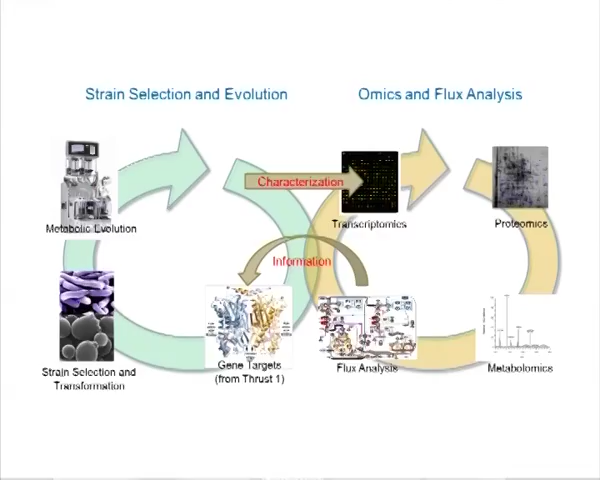 Strain Selection and Evolution
Omics and Flux Analysis
Characterization
Metabolic Evolution
Transcriptomics
Proteomics
Information
Strain Selection and
Transformation
Gene Targets
(from Thrust 1)
Flux Analysis
Metabolomics